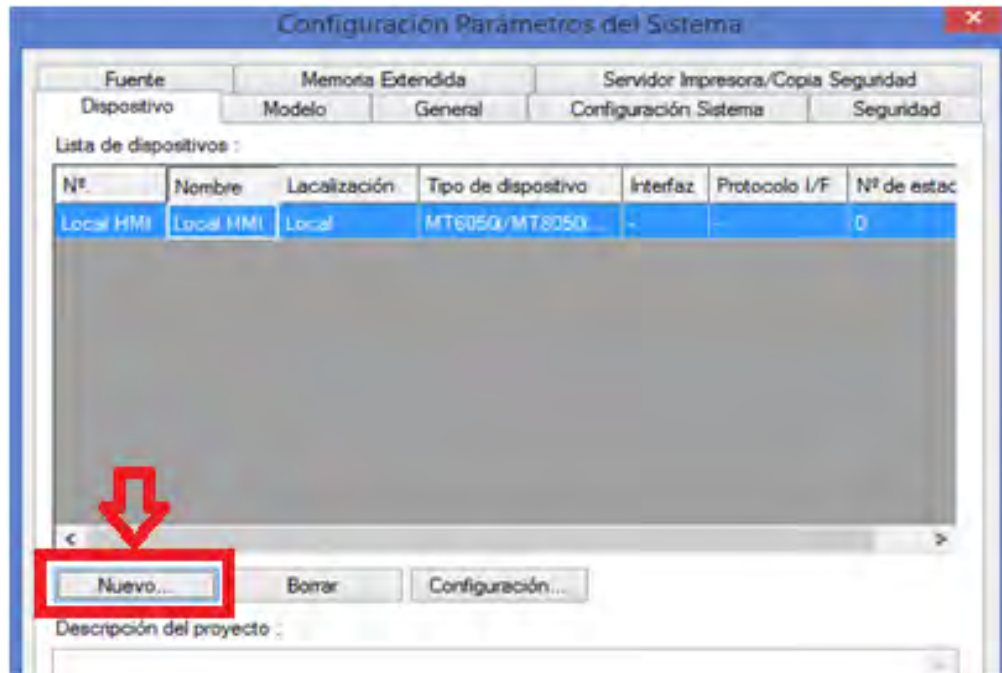 Configuración Parámetros del Sistema
Fuente Memoria Extendida Servidor Impresora/Copia Seguridad
Dispositivo Modelo General Configuración Sistema Seguridad
Lista de dispositivos :
Nº. Nombre Lacalización Tipo de dispositivo Interfaz Protocolo I/F Nº de estac
Local HMI Local HMI Local MT6050i/MT8050i... - - 0
Nuevo... Borrar Configuración...
Descripción del proyecto :